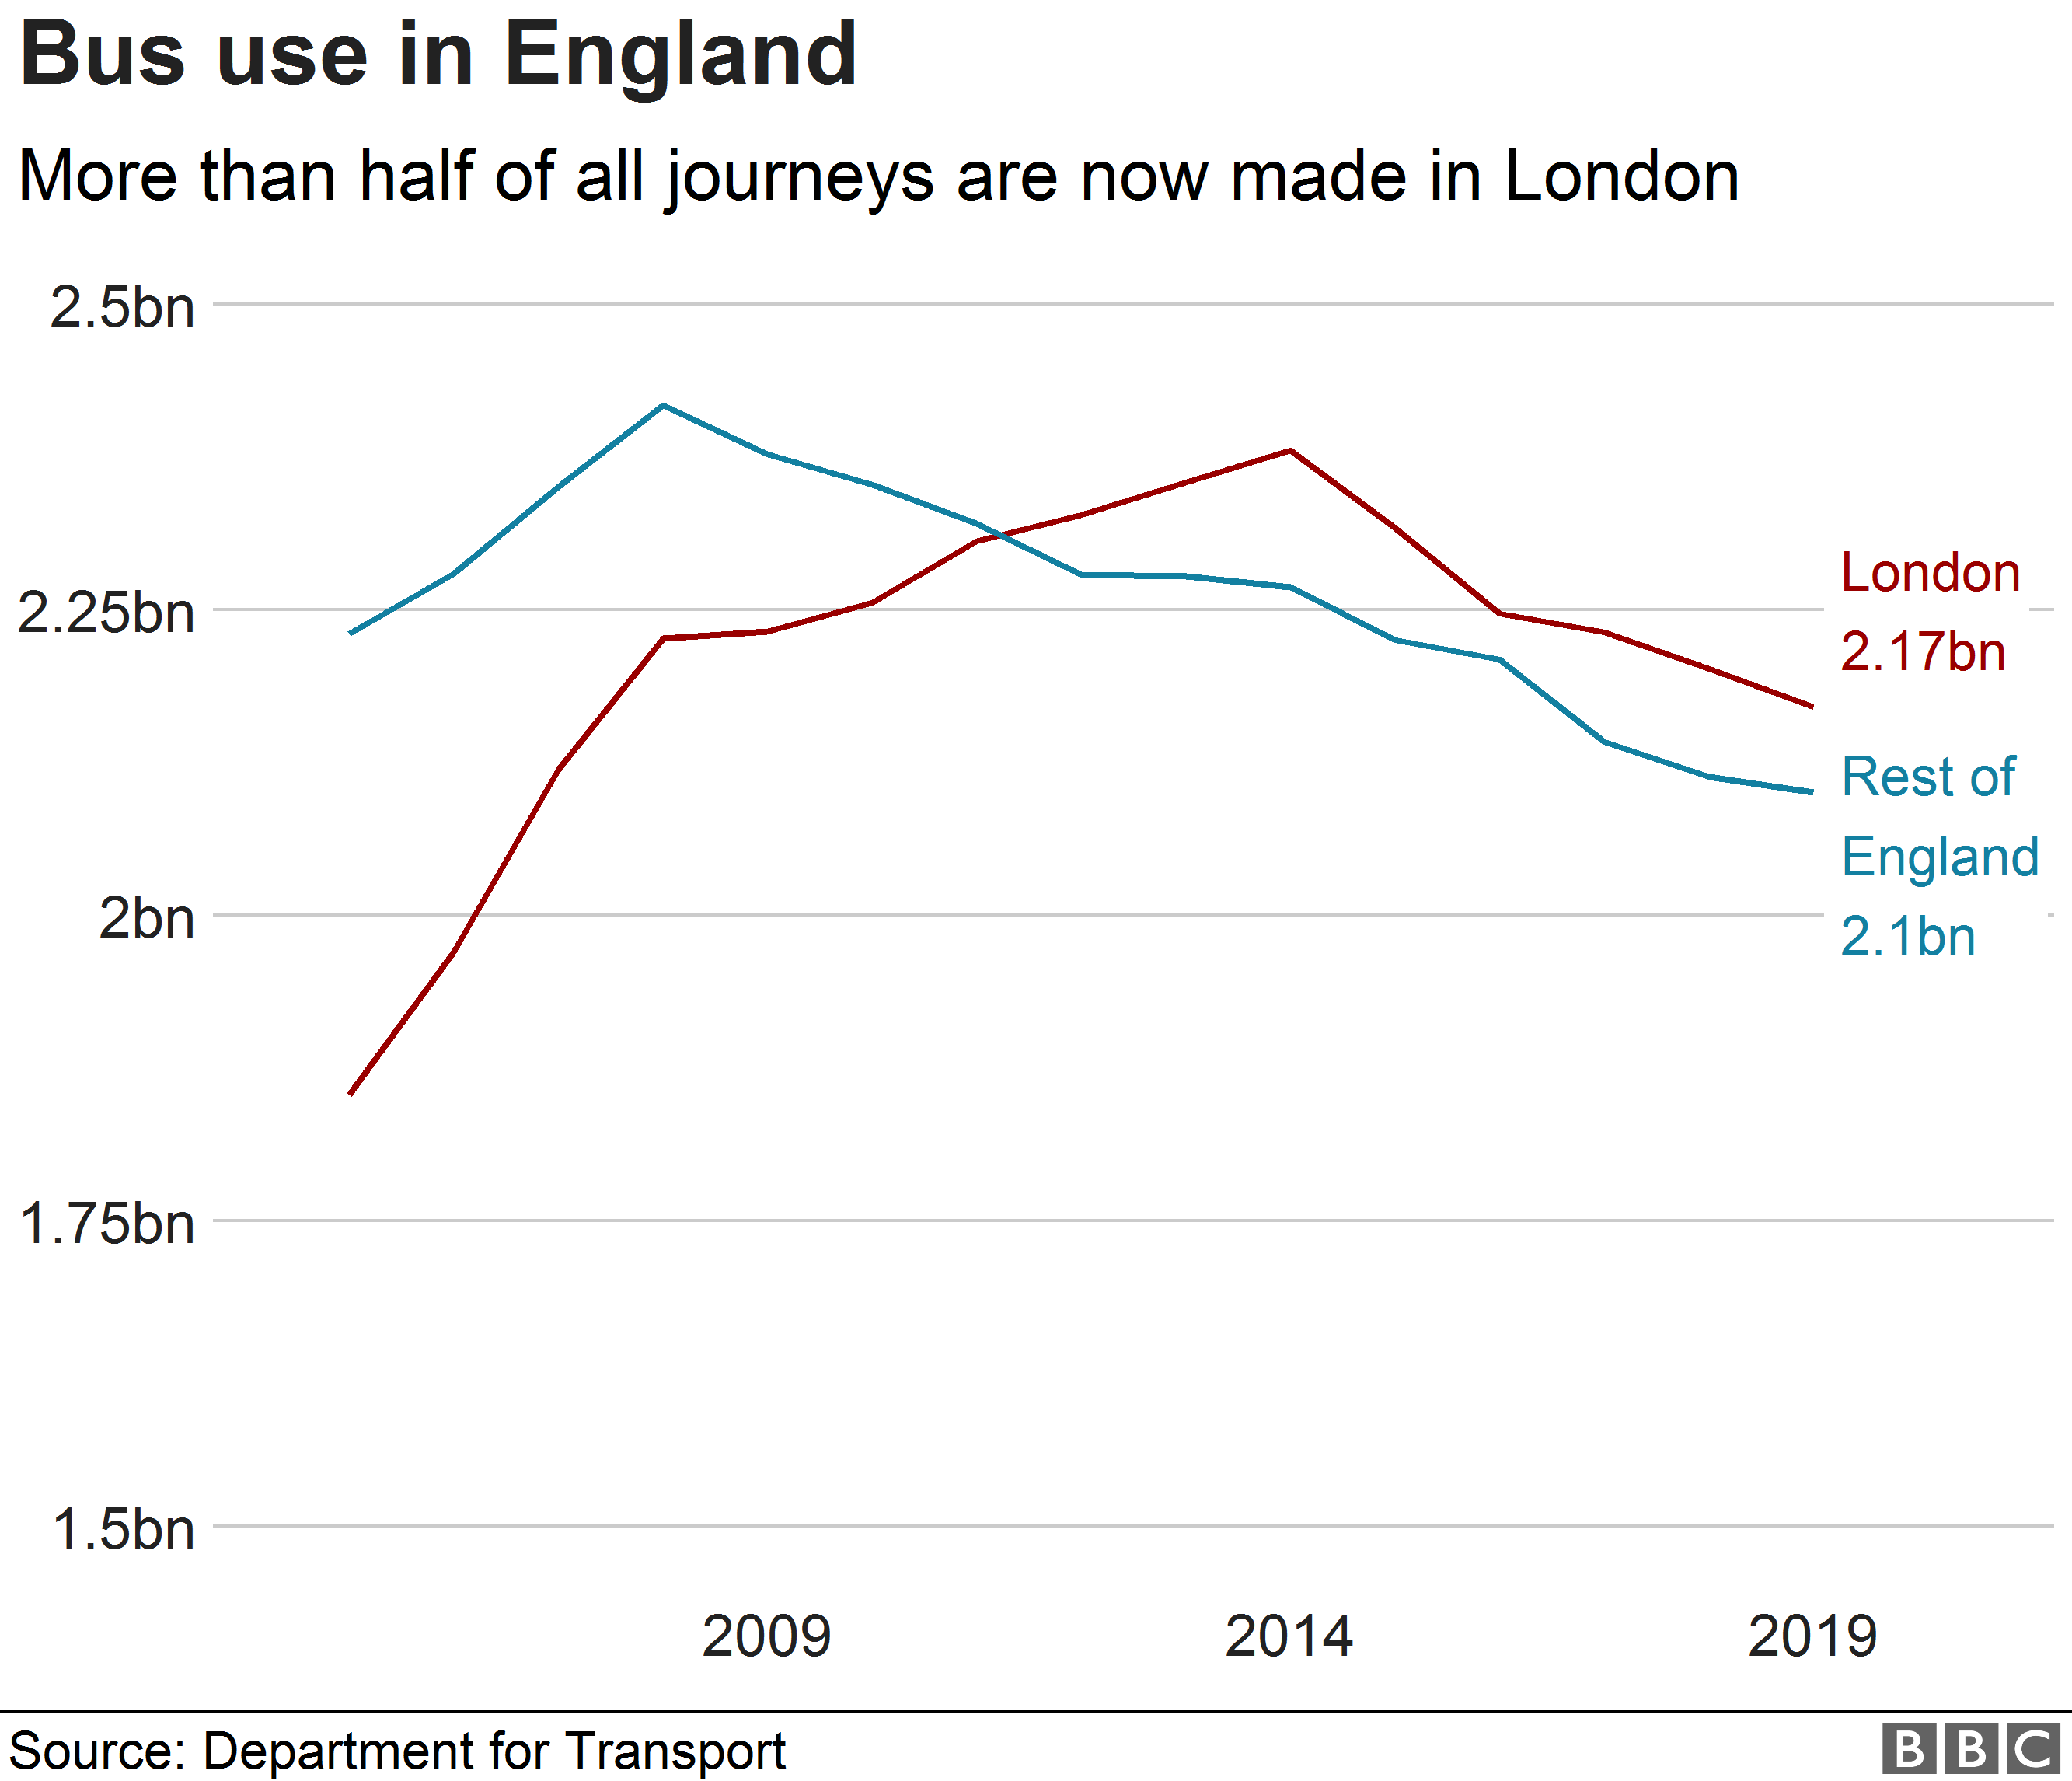 Bus use in England
More than half of all journeys are now made in London
2.5bn
2.25bn
2bn
1.75bn
1.5bn
London
2.17bn
Rest of
England
2.1bn
2009
2014
2019
Source: Department for Transport
BBC